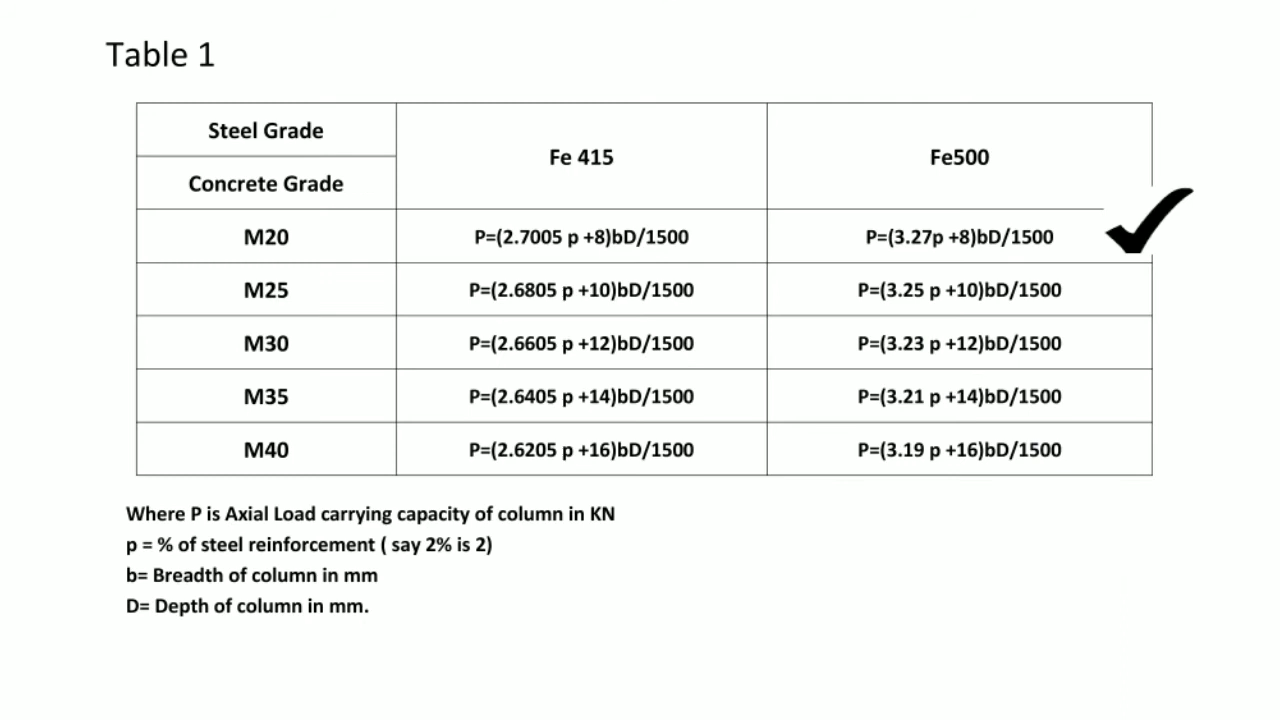 Table 1
Steel Grade
Concrete Grade
Fe 415
Fe500
M20
P=(2.7005 p +8)bD/1500
P=(3.27p +8)bD/1500
M25
P=(2.6805 p +10)bD/1500
P=(3.25 p +10)bD/1500
M30
P=(2.6605 p +12)bD/1500
P=(3.23 p +12)bD/1500
M35
P=(2.6405 p +14)bD/1500
P=(3.21 p +14)bD/1500
M40
P=(2.6205 p +16)bD/1500
P=(3.19 p +16)bD/1500
Where P is Axial Load carrying capacity of column in KN
p = % of steel reinforcement ( say 2% is 2)
b= Breadth of column in mm
D= Depth of column in mm.